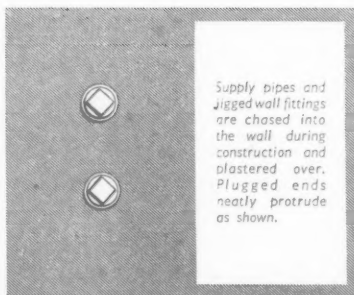 Supply pipes and
jigged wall fittings
are chased into
the wall during
construction and
plastered over.
Plugged ends
neatly protrude
as shown.